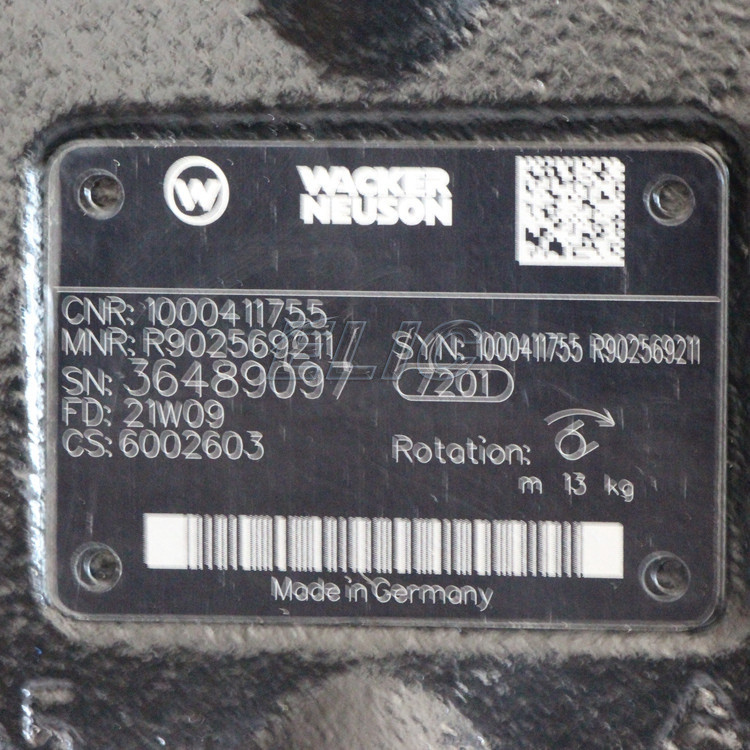 W
WACKER
NEUSON
CNR: 1000411755
MNR: R902569211
S/N: 1000411755 R902569211
SN: 36489097
7201
FD: 21W09
CS: 6002603
Rotation:
m 13 kg
Made in Germany